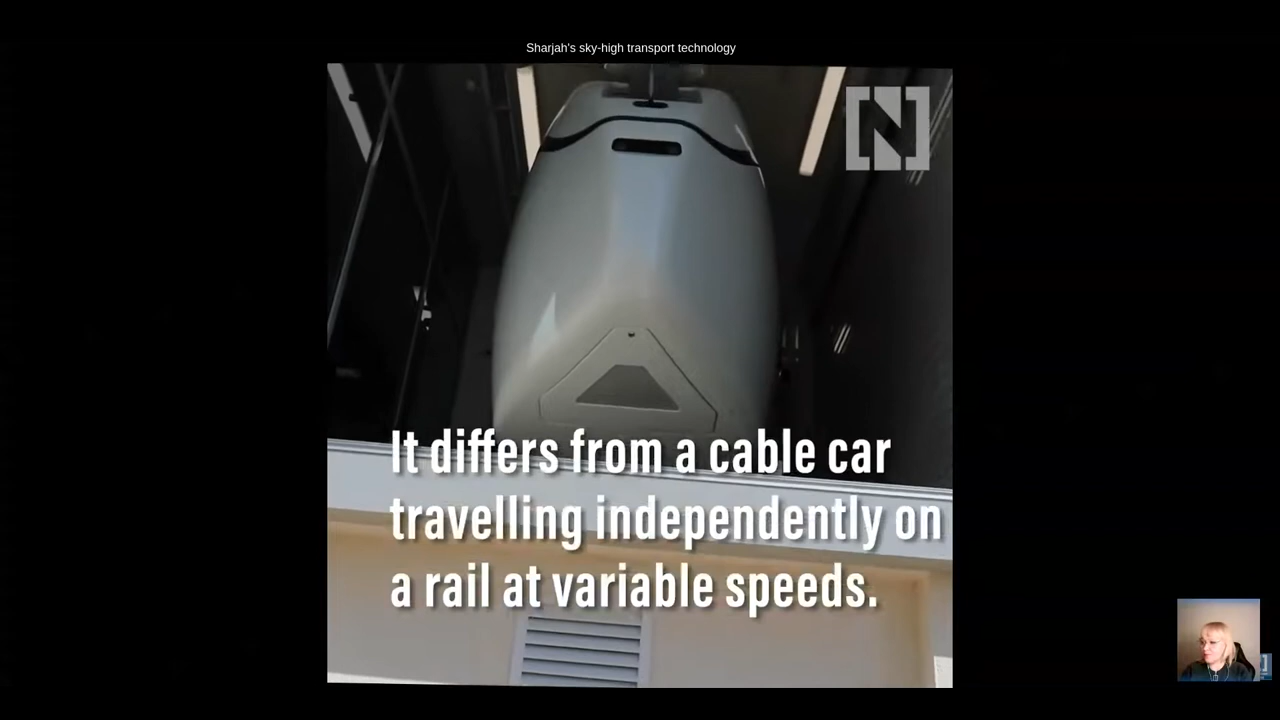 Sharjah's sky-high transport technology
[N]
It differs from a cable car
travelling independently on
a rail at variable speeds.